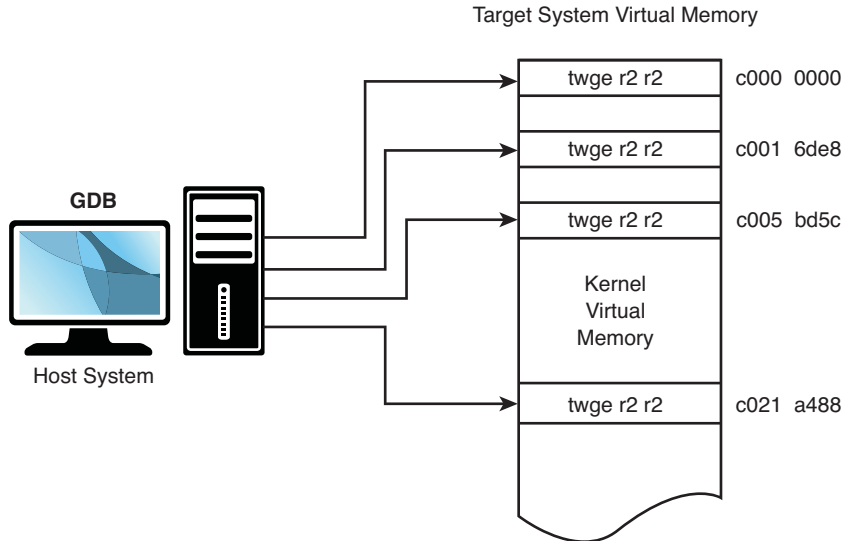 Target System Virtual Memory
twge r2 r2 c000 0000
twge r2 r2 c001 6de8
GDB
twge r2 r2 c005 bd5c
Kernel
Virtual
Memory
Host System
twge r2 r2 c021 a488